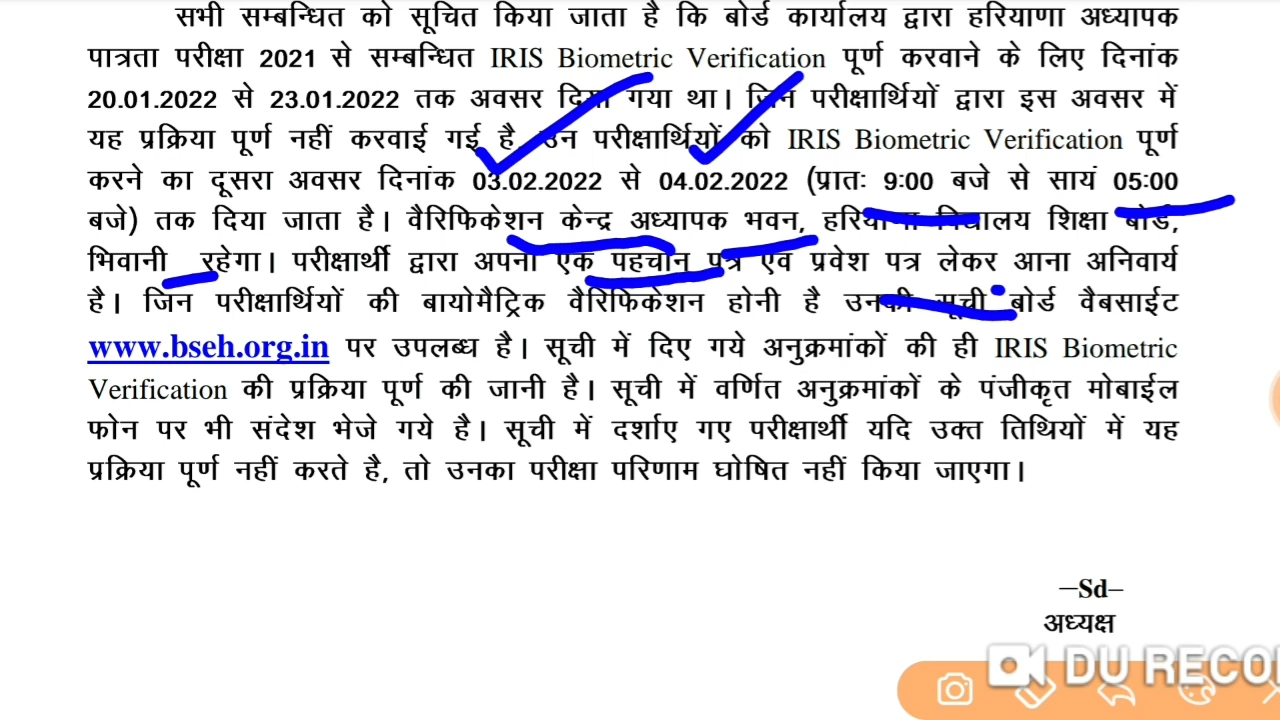 सभी सम्बन्धित को सूचित किया जाता है कि बोर्ड कार्यालय द्वारा हरियाणा अध्यापक
पात्रता परीक्षा 2021 से सम्बन्धित IRIS Biometric Verification पूर्ण करवाने के लिए दिनांक
20.01.2022 से 23.01.2022 तक अवसर दिया गया था। जिन परीक्षार्थियों द्वारा इस अवसर में
यह प्रक्रिया पूर्ण नहीं करवाई गई है, उन परीक्षार्थियों को IRIS Biometric Verification पूर्ण
करने का दूसरा अवसर दिनांक 03.02.2022 से 04.02.2022 (प्रातः 9:00 बजे से सायं 05:00
बजे) तक दिया जाता है। वैरिफिकेशन केन्द्र अध्यापक भवन, हरियाणा विद्यालय शिक्षा बोर्ड,
भिवानी रहेगा। परीक्षार्थी द्वारा अपना एक पहचान पत्र एवं प्रवेश पत्र लेकर आना अनिवार्य
है। जिन परीक्षार्थियों की बायोमैट्रिक वैरिफिकेशन होनी है उनकी सूची बोर्ड वैबसाईट
www.bseh.org.in पर उपलब्ध है। सूची में दिए गये अनुक्रमांकों की ही IRIS Biometric
Verification की प्रक्रिया पूर्ण की जानी है। सूची में वर्णित अनुक्रमांकों के पंजीकृत मोबाईल
फोन पर भी संदेश भेजे गये है। सूची में दर्शाए गए परीक्षार्थी यदि उक्त तिथियों में यह
प्रक्रिया पूर्ण नहीं करते है, तो उनका परीक्षा परिणाम घोषित नहीं किया जाएगा।
–Sd–
अध्यक्ष
DU RECO